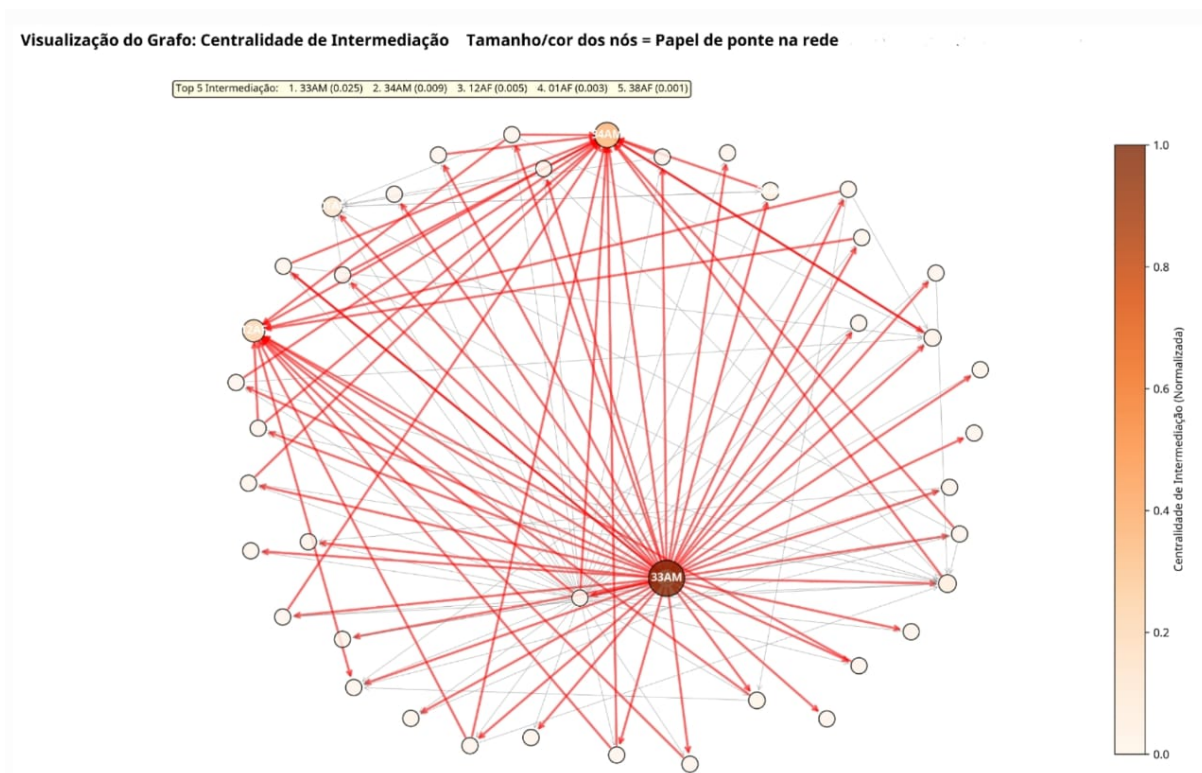 Visualização do Grafo: Centralidade de Intermediação    Tamanho/cor dos nós = Papel de ponte na rede
Top 5 Intermediação:    1. 33AM (0.025)    2. 34AM (0.009)    3. 12AF (0.005)    4. 01AF (0.003)    5. 38AF (0.001)
34AM
1.0
0.8
0.6
0.4
0.2
0.0
Centralidade de Intermediação (Normalizada)
33AM